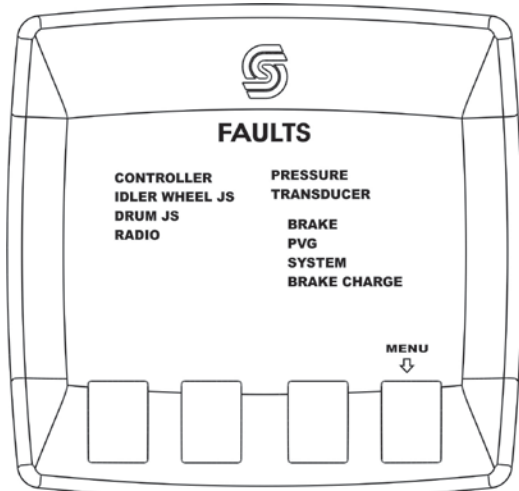 FAULTS
CONTROLLER
IDLER WHEEL JS
DRUM JS
RADIO
PRESSURE
TRANSDUCER
BRAKE
PVG
SYSTEM
BRAKE CHARGE
MENU